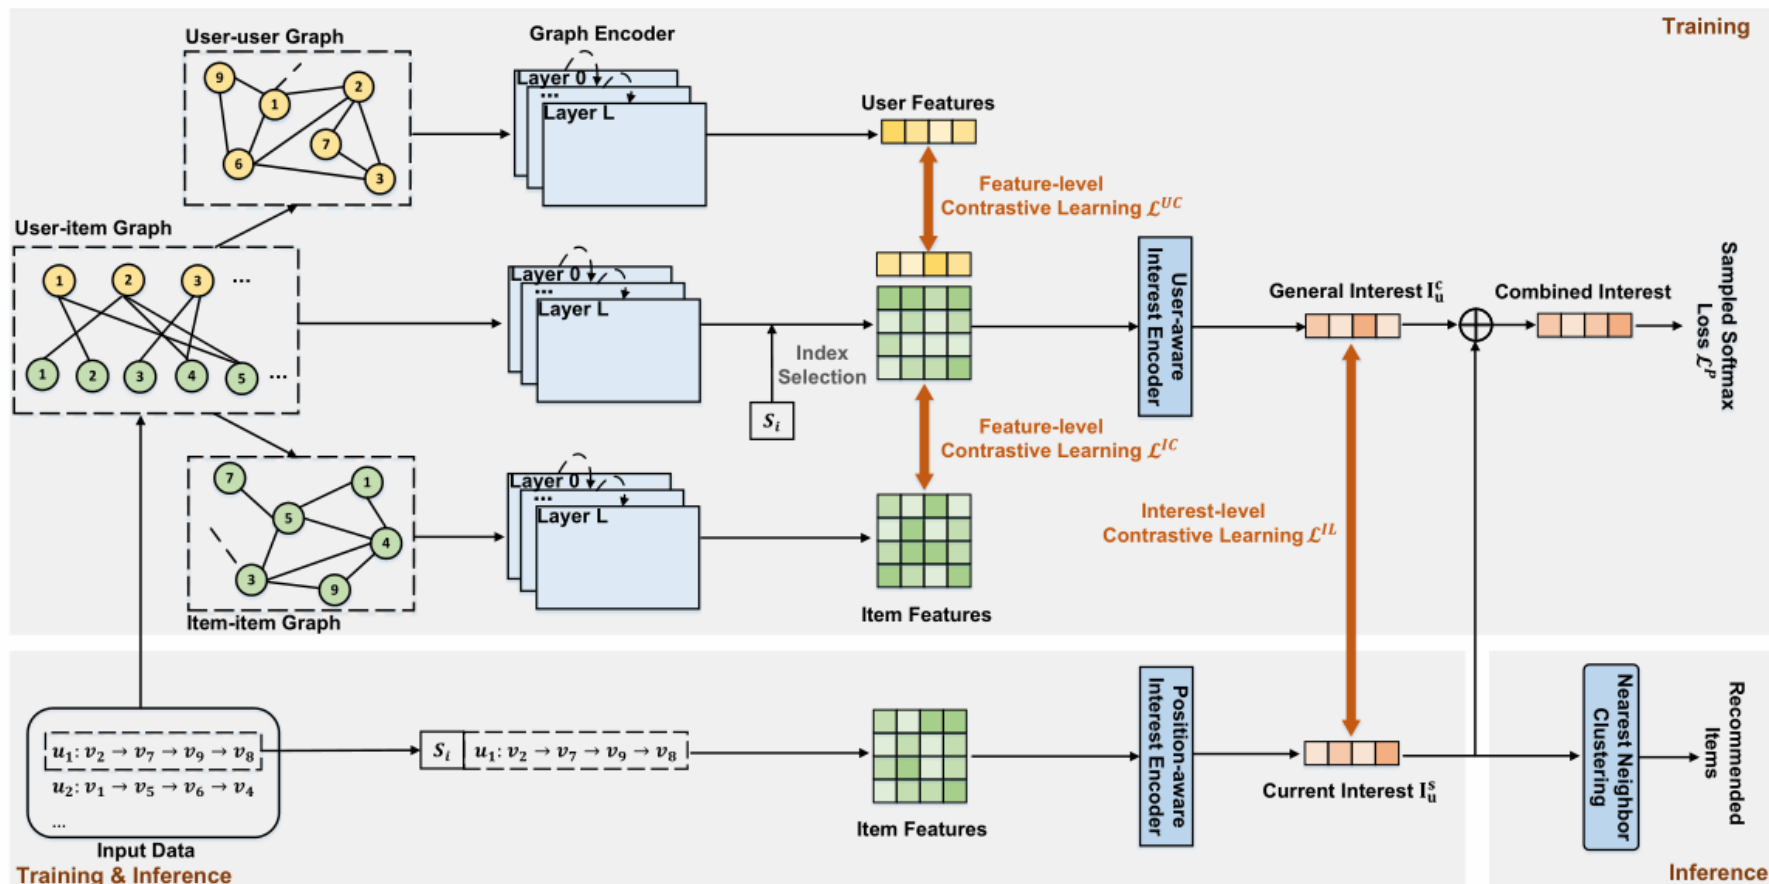 Training
User-user Graph
9
1
2
7
6
3
Graph Encoder
Layer 0
...
Layer L
User Features
Feature-level
Contrastive Learning ℒ^{UC}
User-item Graph
1
2
3
...
1
2
3
4
5
...
Layer 0
...
Layer L
Index
Selection
S_i
User-aware
Interest Encoder
General Interest I_u^c
Combined Interest
Sampled Softmax
Loss ℒ^P
Feature-level
Contrastive Learning ℒ^{IC}
7
1
5
4
3
9
Item-item Graph
Layer 0
...
Layer L
Item Features
Interest-level
Contrastive Learning ℒ^{IL}
u_1: v_2 → v_7 → v_9 → v_8
u_2: v_1 → v_5 → v_6 → v_4
...
Input Data
Training & Inference
S_i u_1: v_2 → v_7 → v_9 → v_8
Item Features
Position-aware
Interest Encoder
Current Interest I_u^s
Nearest Neighbor
Clustering
Recommended
Items
Inference